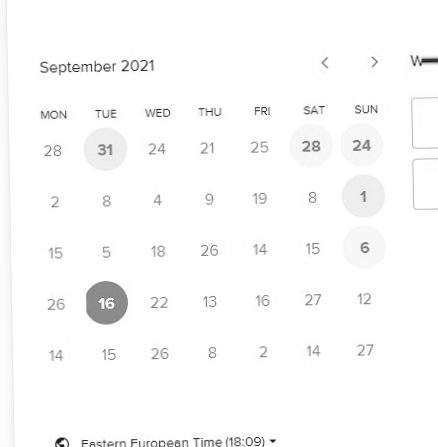 September 2021
MON TUE WED THU FRI SAT SUN
28 31 24 21 25 28 24
2 8 4 9 19 8 1
15 5 18 26 14 15 6
26 16 22 13 16 27 12
14 15 26 8 2 14 27
Eastern European Time (18:09)